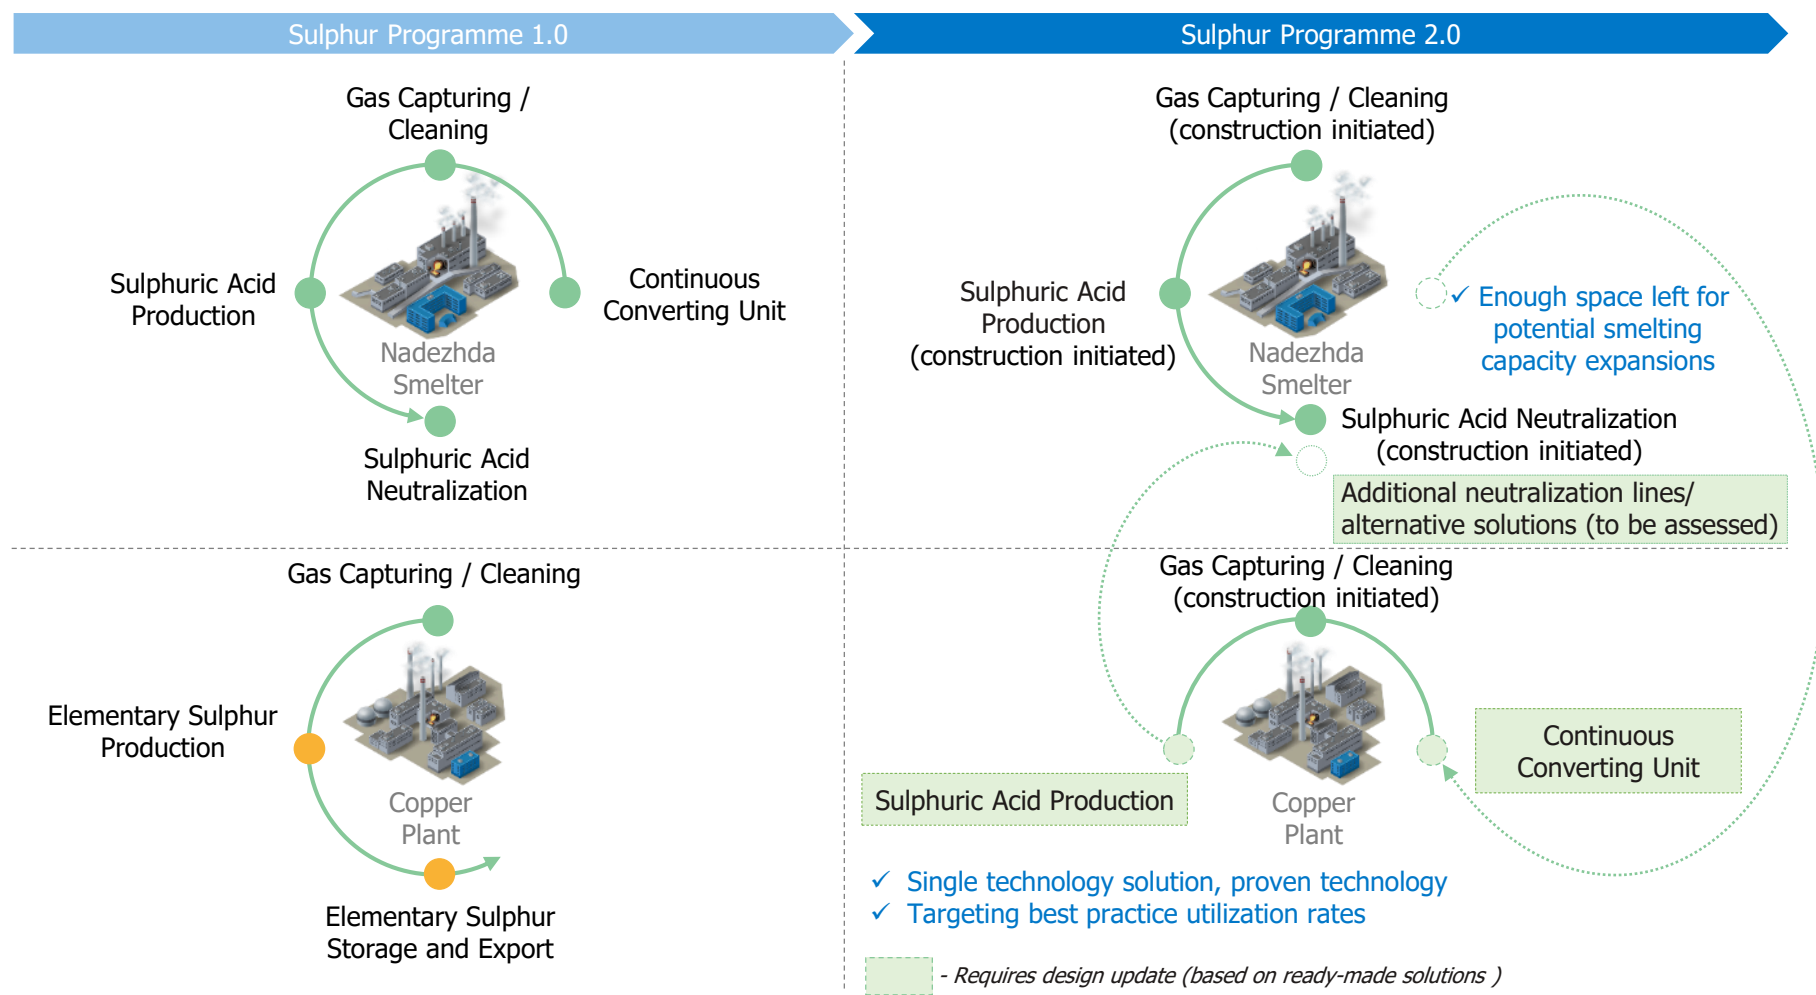 Sulphur Programme 1.0
Sulphur Programme 2.0
Gas Capturing /
Cleaning
Sulphuric Acid
Production
Continuous
Converting Unit
Nadezhda
Smelter
Sulphuric Acid
Neutralization
Gas Capturing / Cleaning
(construction initiated)
Sulphuric Acid
Production
(construction initiated)
Nadezhda
Smelter
✓ Enough space left for
potential smelting
capacity expansions
Sulphuric Acid Neutralization
(construction initiated)
Additional neutralization lines/
alternative solutions (to be assessed)
Gas Capturing / Cleaning
Elementary Sulphur
Production
Copper
Plant
Elementary Sulphur
Storage and Export
Gas Capturing / Cleaning
(construction initiated)
Sulphuric Acid Production
Copper
Plant
Continuous
Converting Unit
✓ Single technology solution, proven technology
✓ Targeting best practice utilization rates
- Requires design update (based on ready-made solutions )